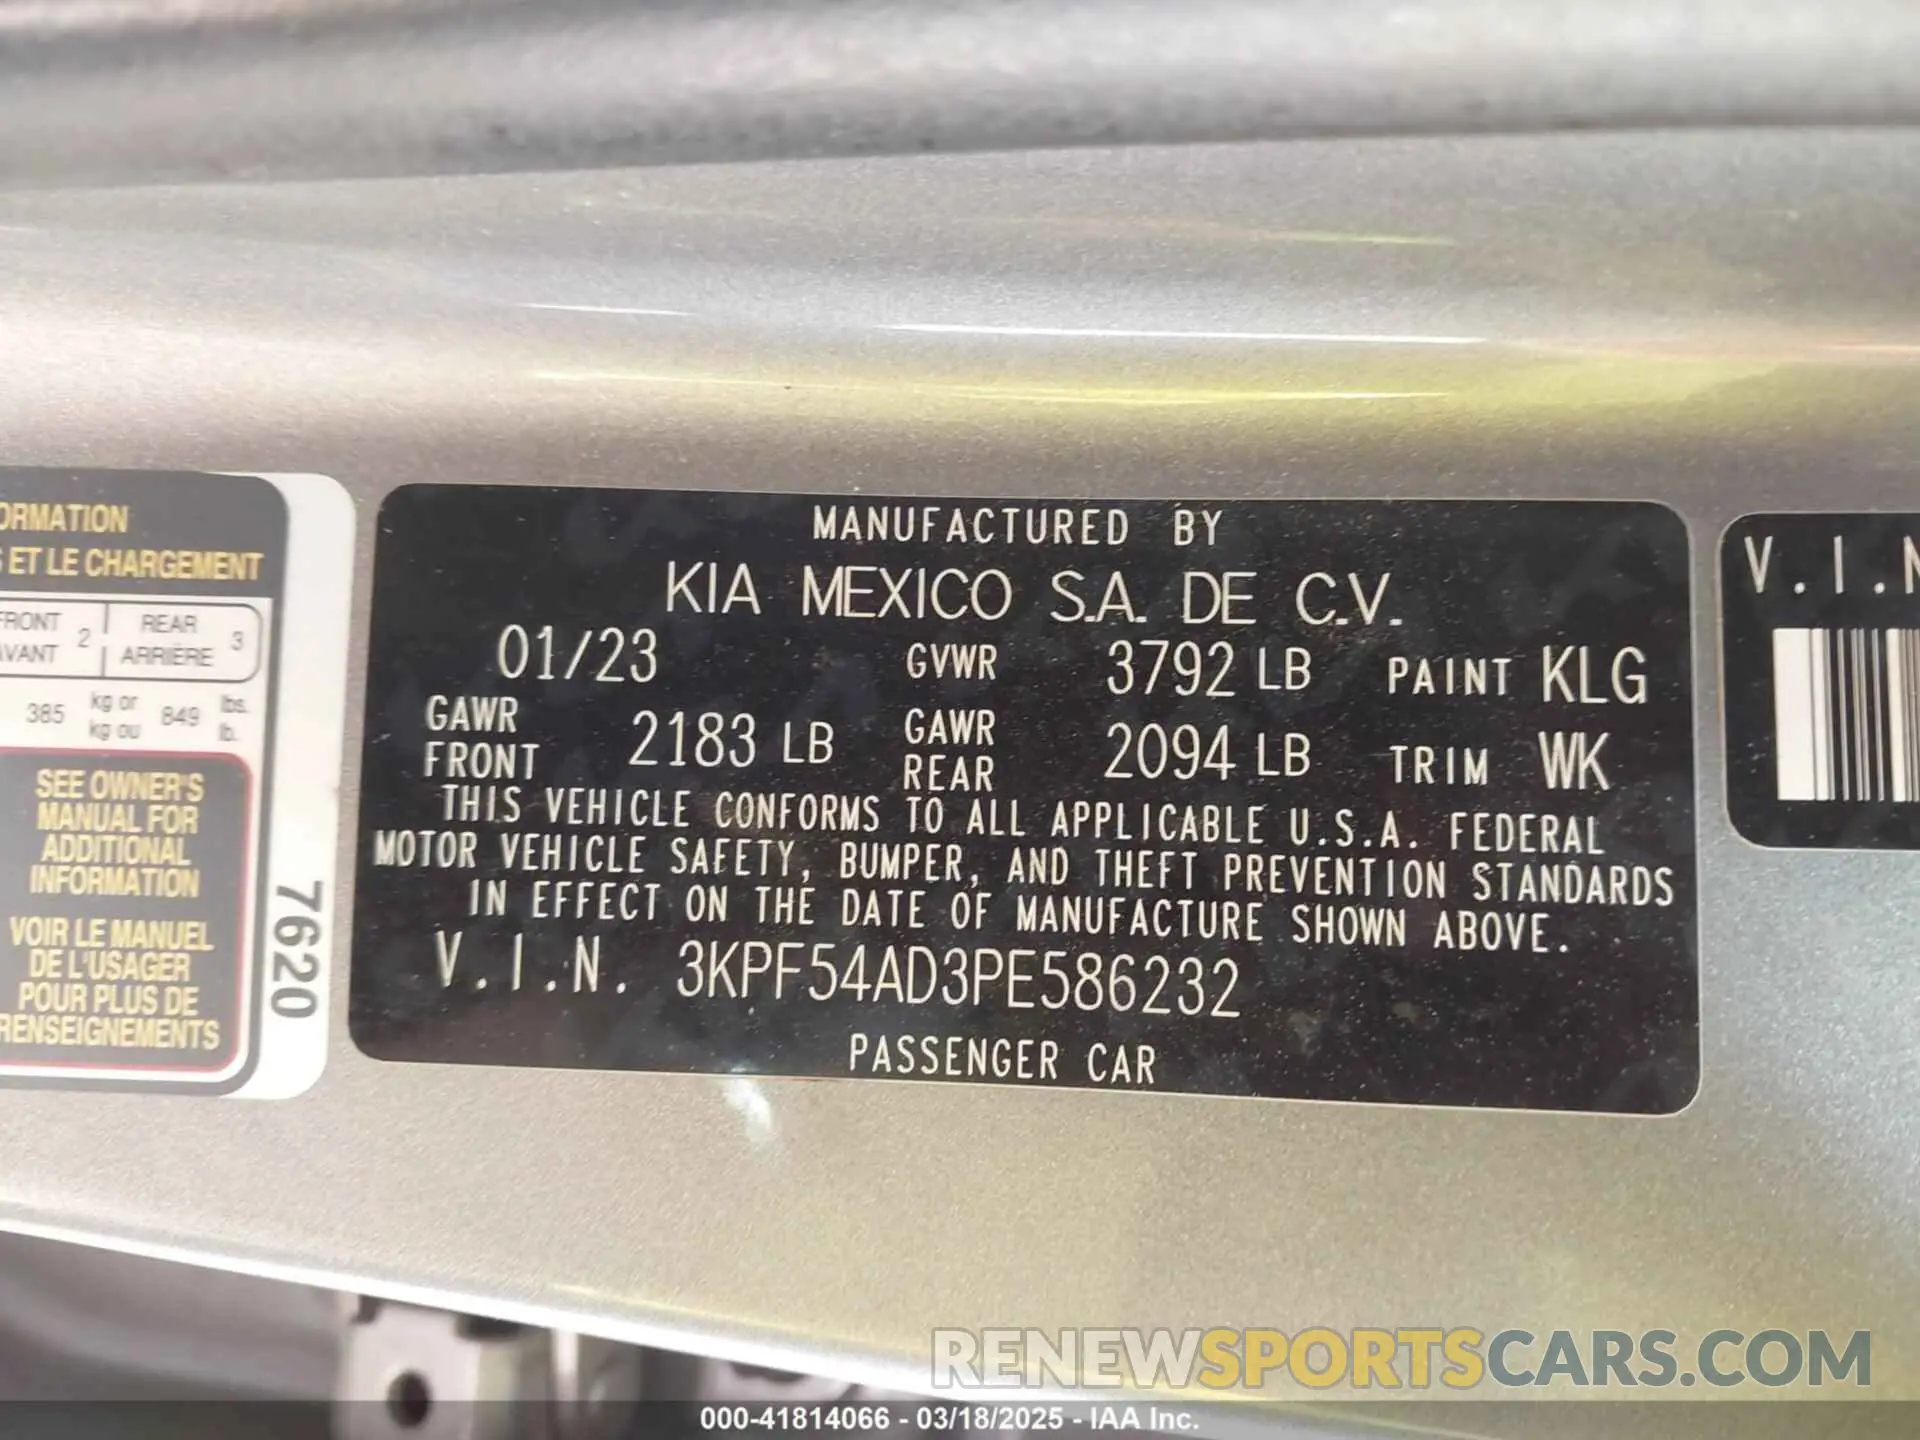 ORMATION
ET LE CHARGEMENT
FRONT
AVANT
2
REAR
ARRIÈRE
3
385 kg or 849 lbs.
kg ou lb.
SEE OWNER'S
MANUAL FOR
ADDITIONAL
INFORMATION
VOIR LE MANUEL
DE L'USAGER
POUR PLUS DE
RENSEIGNEMENTS
7620
MANUFACTURED BY
KIA MEXICO S.A. DE C.V.
01/23 GVWR 3792 LB PAINT KLG
GAWR FRONT 2183 LB GAWR REAR 2094 LB TRIM WK
THIS VEHICLE CONFORMS TO ALL APPLICABLE U.S.A. FEDERAL
MOTOR VEHICLE SAFETY, BUMPER, AND THEFT PREVENTION STANDARDS
IN EFFECT ON THE DATE OF MANUFACTURE SHOWN ABOVE.
V.I.N. 3KPF54AD3PE586232
PASSENGER CAR
V.I.N
RENEWSPORTSCARS.COM
000-41814066 - 03/18/2025 - IAA Inc.